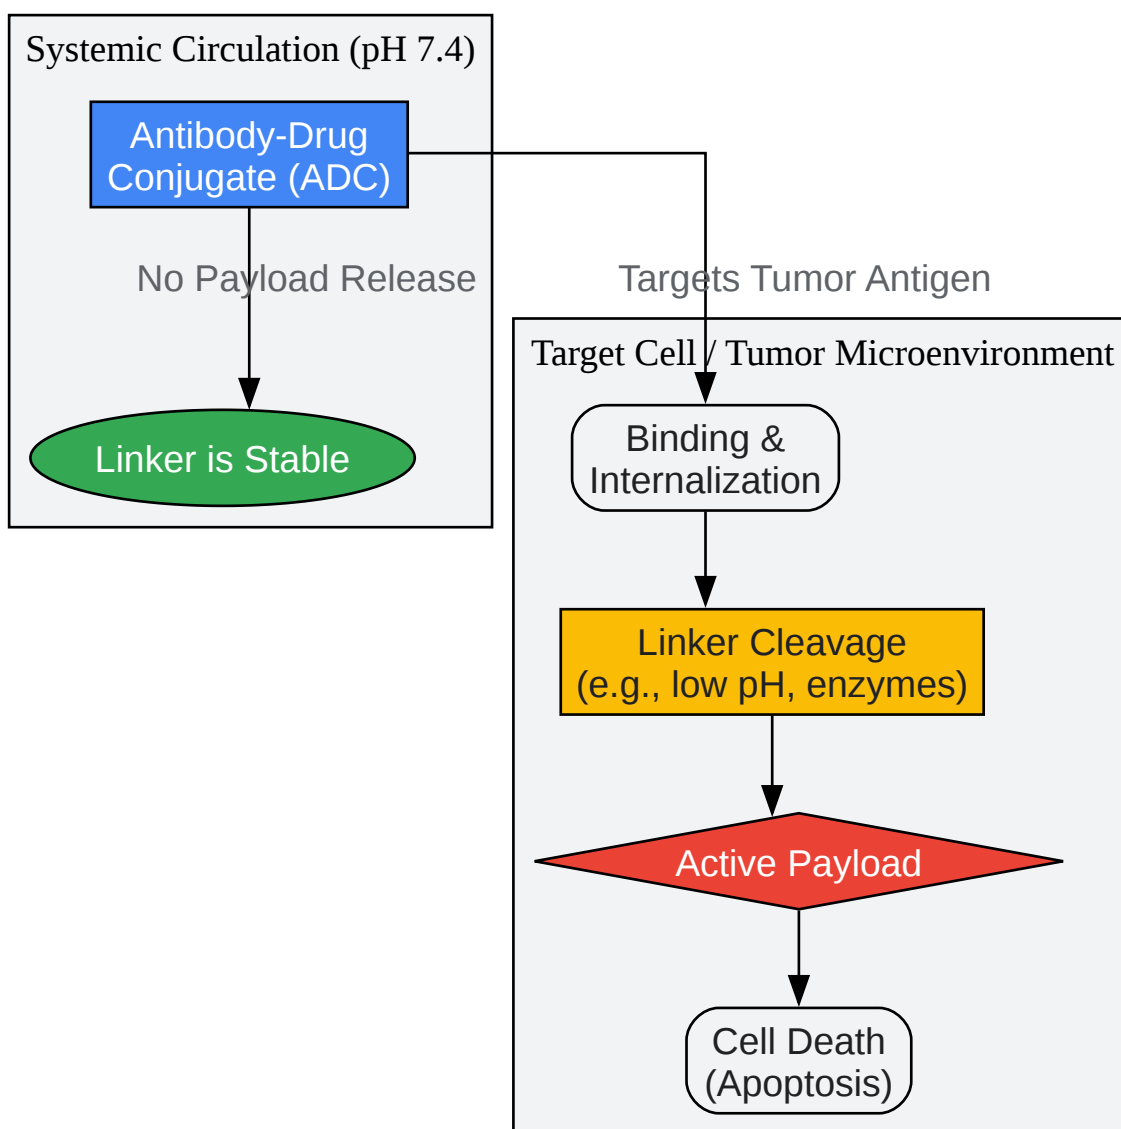 Systemic Circulation (pH 7.4)
Antibody-Drug
Conjugate (ADC)
No Payload Release
Linker is Stable
Targets Tumor Antigen
Target Cell / Tumor Microenvironment
Binding &
Internalization
Linker Cleavage
(e.g., low pH, enzymes)
Active Payload
Cell Death
(Apoptosis)